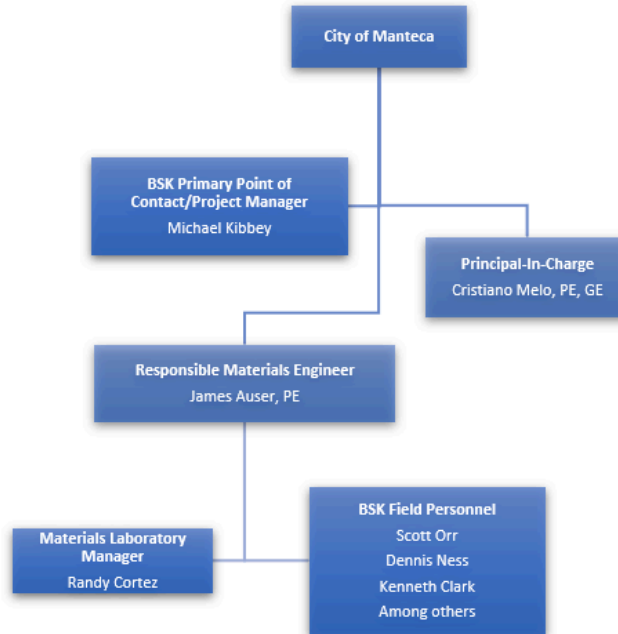 City of Manteca
BSK Primary Point of
Contact/Project Manager
Michael Kibbey
Principal-In-Charge
Cristiano Melo, PE, GE
Responsible Materials Engineer
James Auser, PE
Materials Laboratory
Manager
Randy Cortez
BSK Field Personnel
Scott Orr
Dennis Ness
Kenneth Clark
Among others